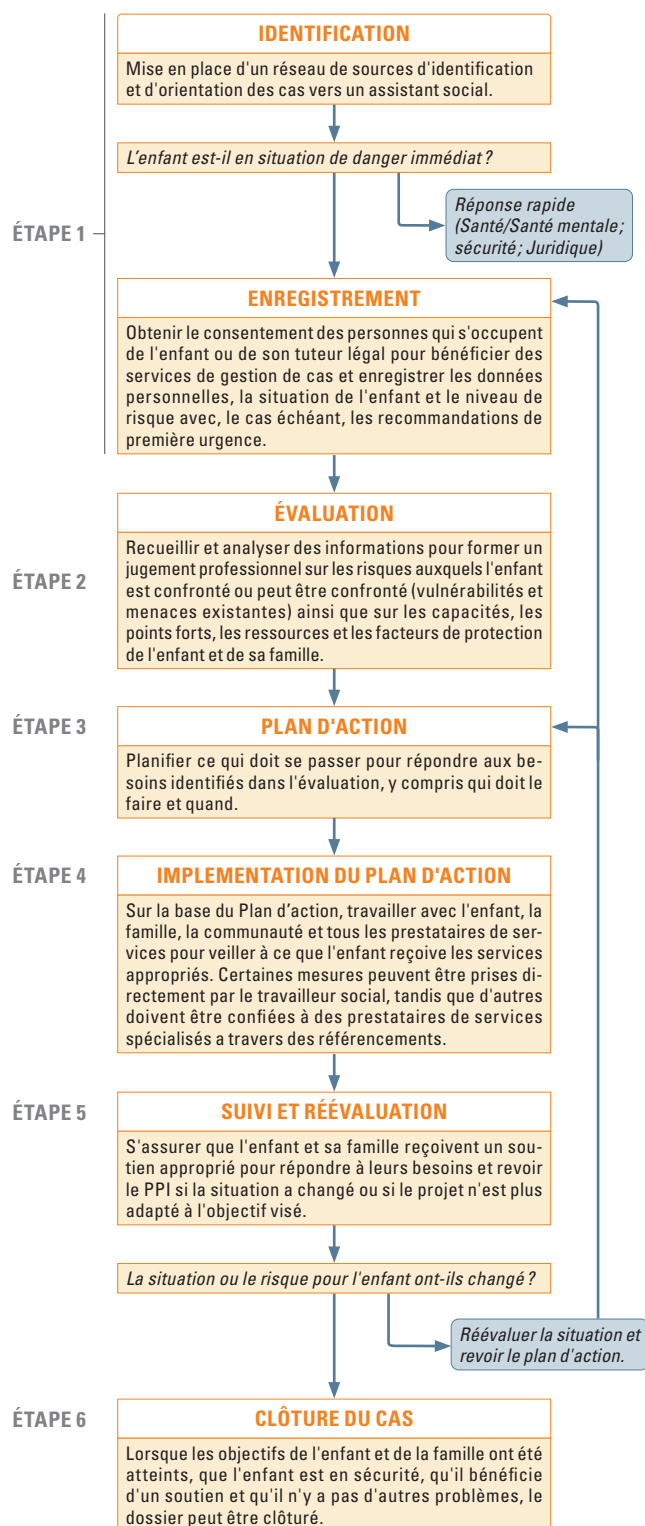 IDENTIFICATION
Mise en place d'un réseau de sources d'identification
et d'orientation des cas vers un assistant social.
L'enfant est-il en situation de danger immédiat ?
Réponse rapide
(Santé/Santé mentale ;
sécurité ; Juridique)
ÉTAPE 1
ENREGISTREMENT
Obtenir le consentement des personnes qui s'occupent
de l'enfant ou de son tuteur légal pour bénéficier des
services de gestion de cas et enregistrer les données
personnelles, la situation de l'enfant et le niveau de
risque avec, le cas échéant, les recommandations de
première urgence.
ÉVALUATION
ÉTAPE 2
Recueillir et analyser des informations pour former un
jugement professionnel sur les risques auxquels l'enfant
est confronté ou peut être confronté (vulnérabilités et
menaces existantes) ainsi que sur les capacités, les
points forts, les ressources et les facteurs de protection
de l'enfant et de sa famille.
ÉTAPE 3
PLAN D'ACTION
Planifier ce qui doit se passer pour répondre aux be-
soins identifiés dans l'évaluation, y compris qui doit le
faire et quand.
ÉTAPE 4
IMPLEMENTATION DU PLAN D'ACTION
Sur la base du Plan d’action, travailler avec l'enfant, la
famille, la communauté et tous les prestataires de ser-
vices pour veiller à ce que l'enfant reçoive les services
appropriés. Certaines mesures peuvent être prises di-
rectement par le travailleur social, tandis que d'autres
doivent être confiées à des prestataires de services
spécialisés a travers des référencements.
ÉTAPE 5
SUIVI ET RÉÉVALUATION
S'assurer que l'enfant et sa famille reçoivent un sou-
tien approprié pour répondre à leurs besoins et revoir
le PPI si la situation a changé ou si le projet n'est plus
adapté à l'objectif visé.
La situation ou le risque pour l'enfant ont-ils changé ?
Réévaluer la situation et
revoir le plan d'action.
ÉTAPE 6
CLÔTURE DU CAS
Lorsque les objectifs de l'enfant et de la famille ont été
atteints, que l'enfant est en sécurité, qu'il bénéficie
d'un soutien et qu'il n'y a pas d'autres problèmes, le
dossier peut être clôturé.